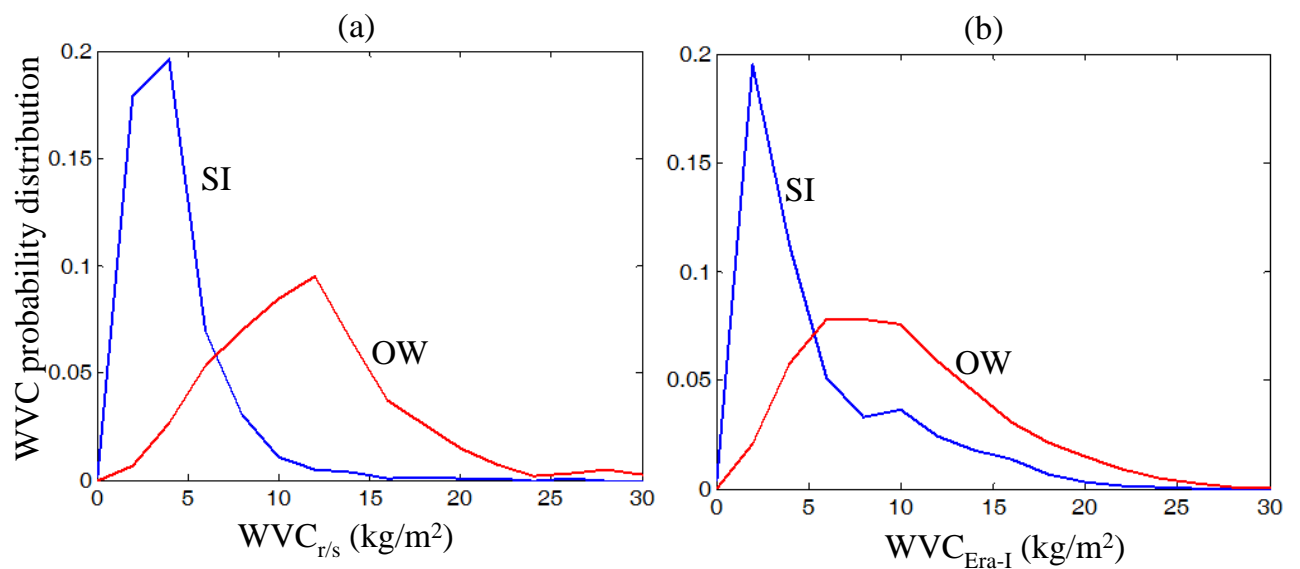 (a)
WVC probability distribution
0.2
0.15
0.1
0.05
0
SI
OW
0 5 10 15 20 25 30
WVC_r/s (kg/m²)
(b)
0.2
0.15
0.1
0.05
0
SI
OW
0 5 10 15 20 25 30
WVC_Era-I (kg/m²)